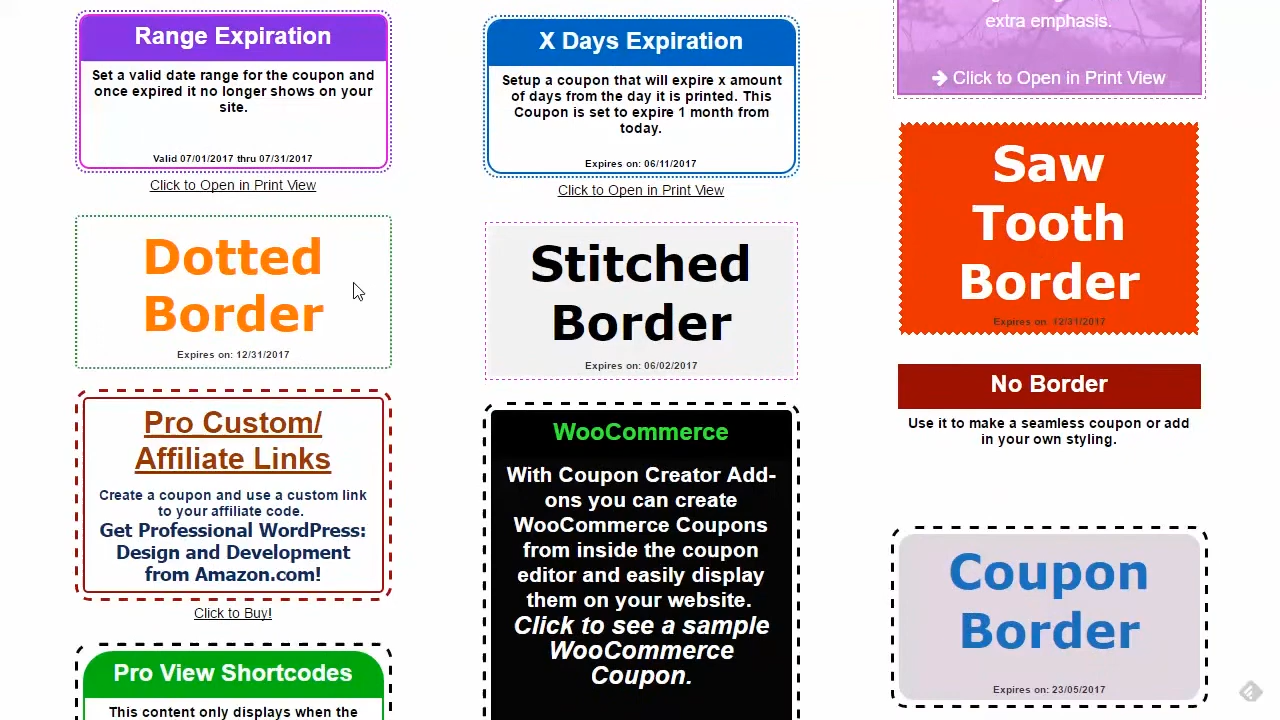 Range Expiration
Set a valid date range for the coupon and
once expired it no longer shows on your
site.
Valid 07/01/2017 thru 07/31/2017
Click to Open in Print View
Dotted
Border
Expires on: 12/31/2017
Pro Custom/
Affiliate Links
Create a coupon and use a custom link
to your affiliate code.
Get Professional WordPress:
Design and Development
from Amazon.com!
Click to Buy!
Pro View Shortcodes
This content only displays when the
X Days Expiration
Setup a coupon that will expire x amount
of days from the day it is printed. This
Coupon is set to expire 1 month from
today.
Expires on: 06/11/2017
Click to Open in Print View
Stitched
Border
Expires on: 06/02/2017
WooCommerce
With Coupon Creator Add-
ons you can create
WooCommerce Coupons
from inside the coupon
editor and easily display
them on your website.
Click to see a sample
WooCommerce
Coupon.
extra emphasis.
Click to Open in Print View
Saw
Tooth
Border
Expires on: 12/31/2017
No Border
Use it to make a seamless coupon or add
in your own styling.
Coupon
Border
Expires on: 23/05/2017